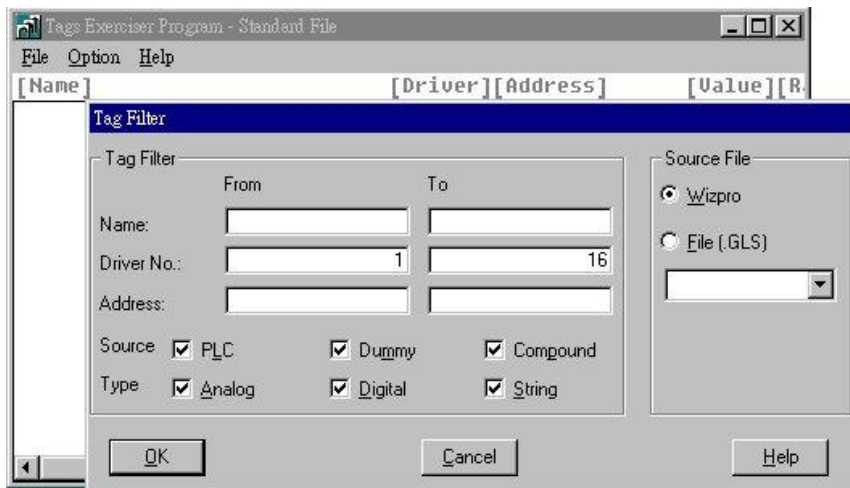 Tags Exerciser Program - Standard File
File Option Help
[Name] [Driver][Address] [Value][R
Tag Filter
Tag Filter Source File
From To
Wizpro
Name:
File (.GLS)
Driver No.: 1 16
Address:
Source PLC Dummy Compound
Type Analog Digital String
OK Cancel Help